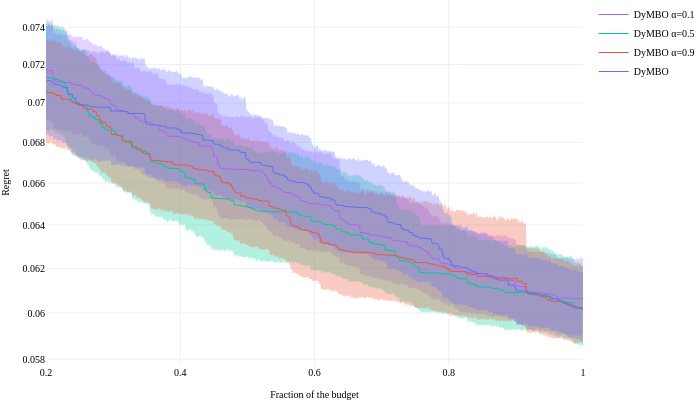 DyMBO α=0.1
DyMBO α=0.5
DyMBO α=0.9
DyMBO
Regret
0.074
0.072
0.07
0.068
0.066
0.064
0.062
0.06
0.058
0.2
0.4
0.6
0.8
1
Fraction of the budget